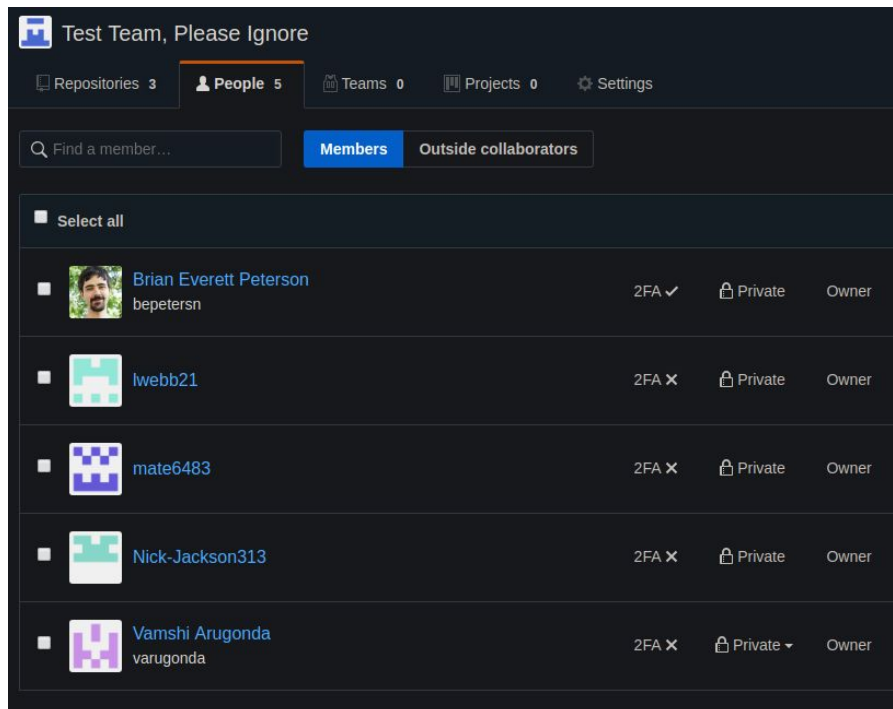 Test Team, Please Ignore
Repositories 3 People 5 Teams 0 Projects 0 Settings
Find a member… Members Outside collaborators
Select all
Brian Everett Peterson
bepetersn
2FA Private Owner
lwebb21 2FA Private Owner
mate6483 2FA Private Owner
Nick-Jackson313 2FA Private Owner
Vamshi Arugonda
varugonda
2FA Private Owner